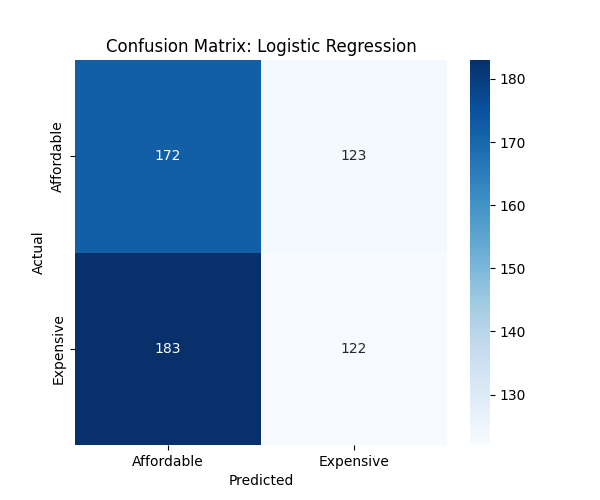 Confusion Matrix: Logistic Regression
Actual
Affordable
Expensive
172
123
183
122
Affordable
Expensive
Predicted
180
170
160
150
140
130